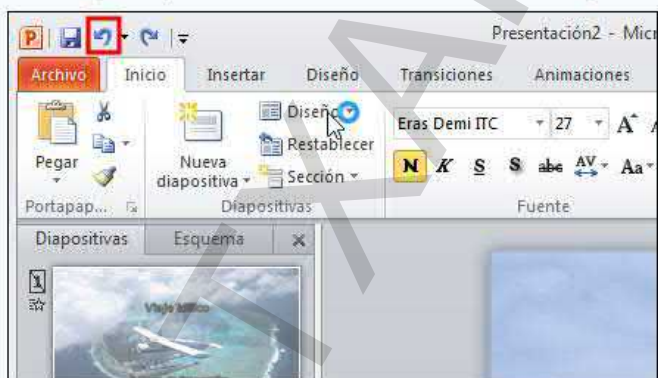 Presentación2 - Micr
Archivo Inicio Insertar Diseño Transiciones Animaciones
Diseño
Eras Demi ITC 27 A
Restablecer
Pegar Nueva diapositiva Sección
N K S S abc AV Aa
Portapap... Diapositivas Fuente
Diapositivas Esquema
1